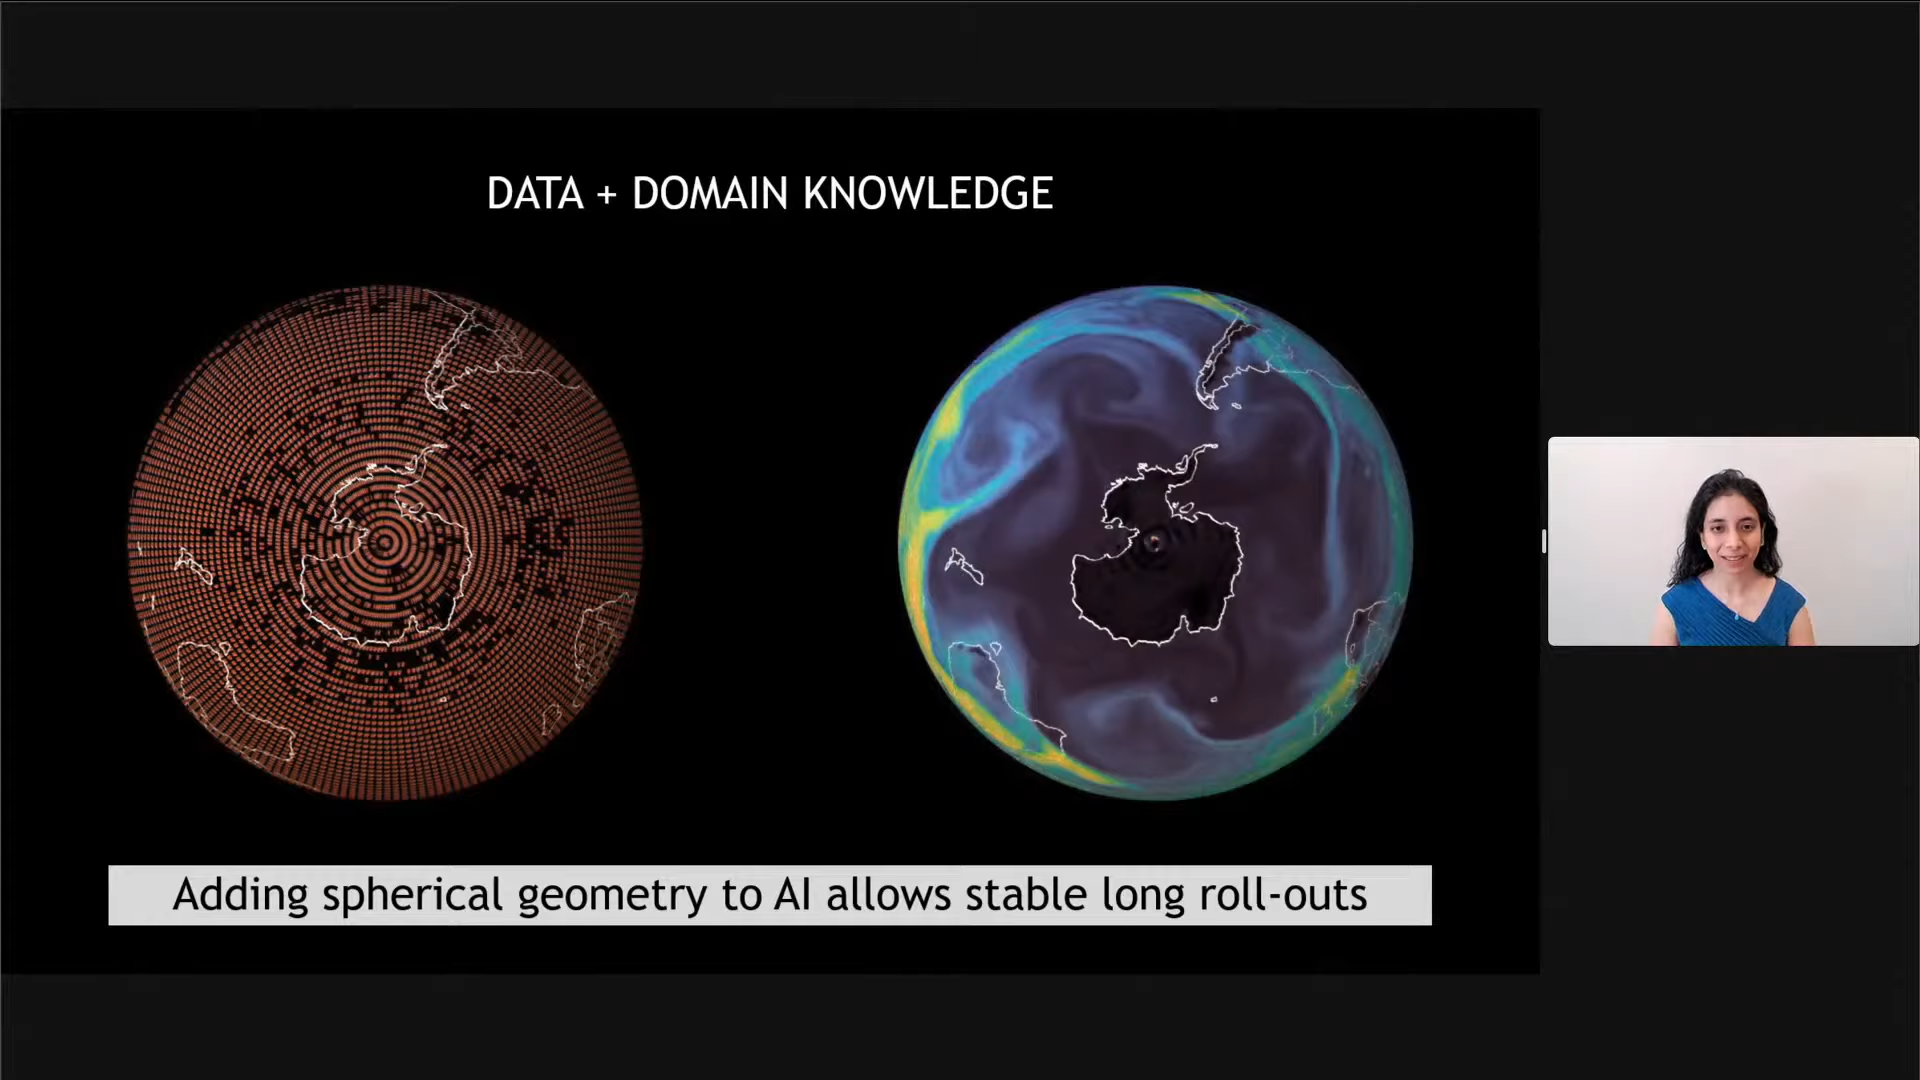 DATA + DOMAIN KNOWLEDGE
Adding spherical geometry to AI allows stable long roll-outs